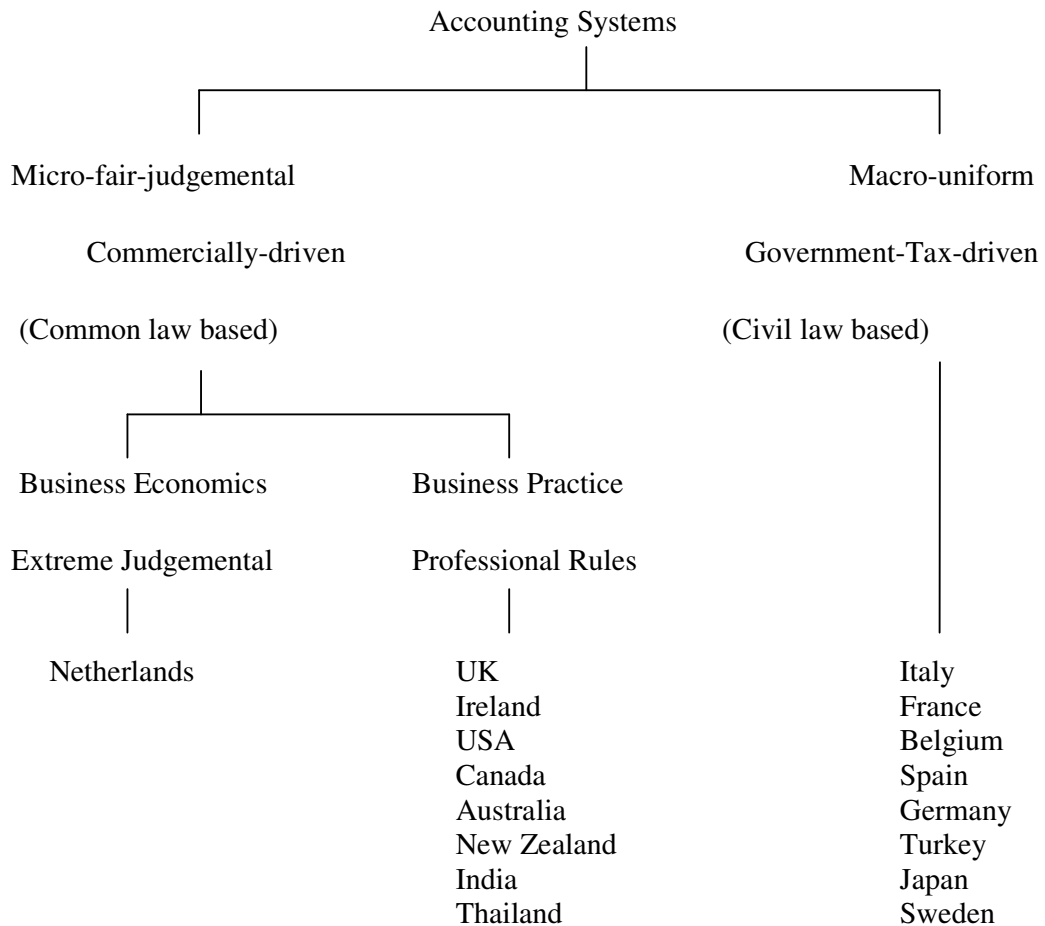 Accounting Systems
Micro-fair-judgemental
Macro-uniform
Commercially-driven
Government-Tax-driven
(Common law based)
(Civil law based)
Business Economics
Business Practice
Extreme Judgemental
Professional Rules
Netherlands
UK
Ireland
USA
Canada
Australia
New Zealand
India
Thailand
Italy
France
Belgium
Spain
Germany
Turkey
Japan
Sweden